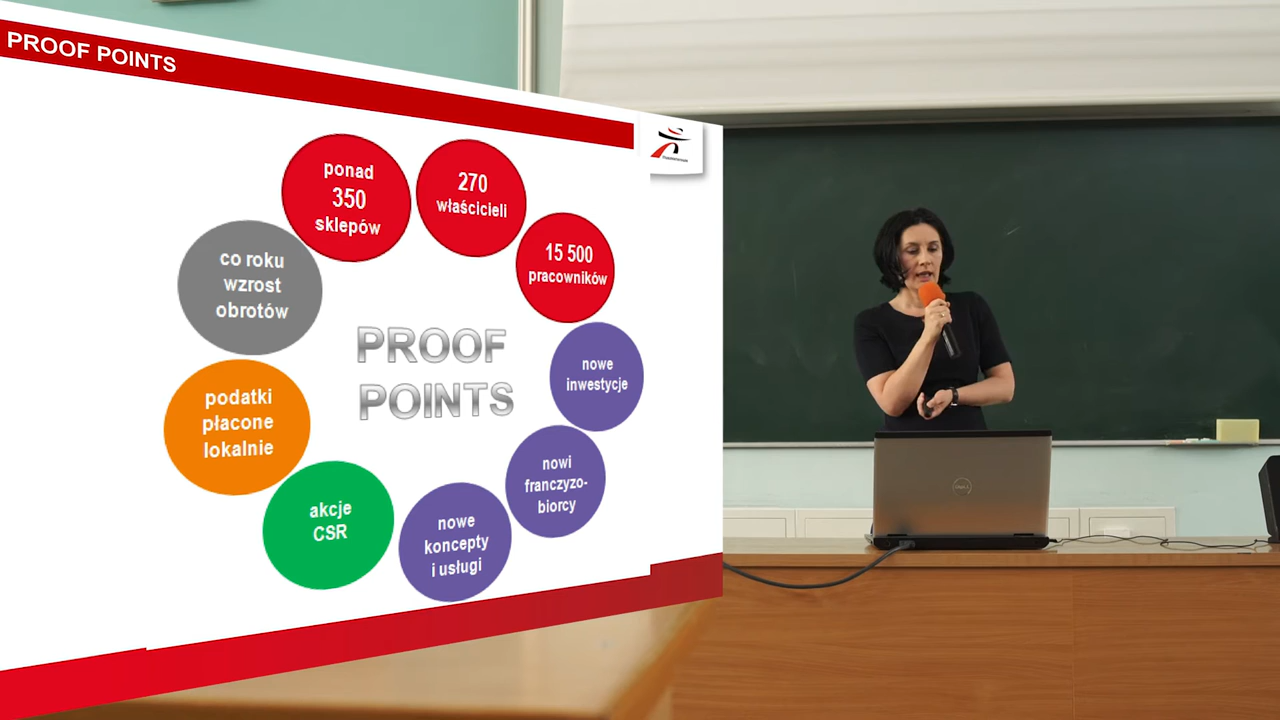 PROOF POINTS
ponad
350
sklepów
270
właścicieli
15 500
pracowników
nowe
inwestycje
nowi
franczyzo-
biorcy
nowe
koncepty
i usługi
akcje
CSR
podatki
płacone
lokalnie
co roku
wzrost
obrotów
PROOF
POINTS